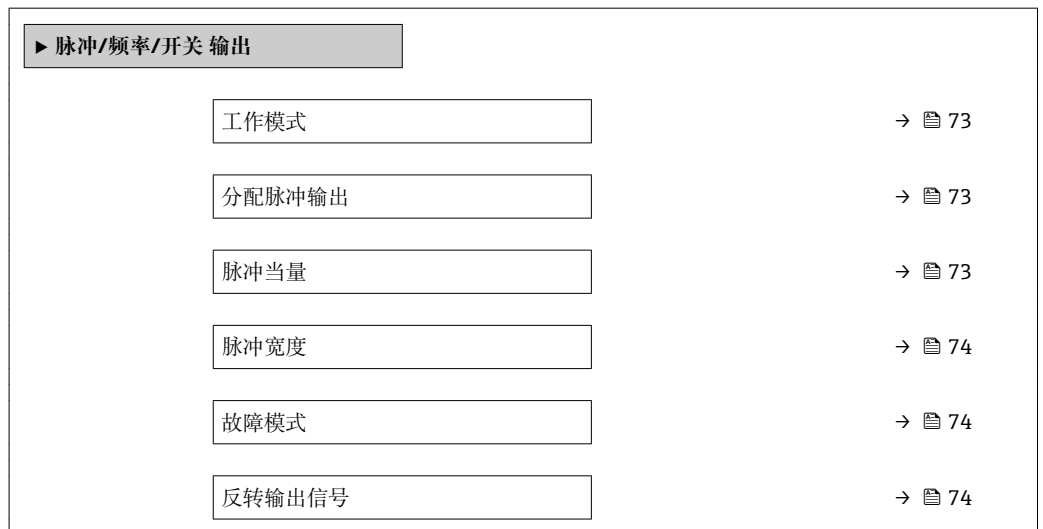 ▶ 脉冲/频率/开关 输出
工作模式 → 🖹 73
分配脉冲输出 → 🖹 73
脉冲当量 → 🖹 73
脉冲宽度 → 🖹 74
故障模式 → 🖹 74
反转输出信号 → 🖹 74